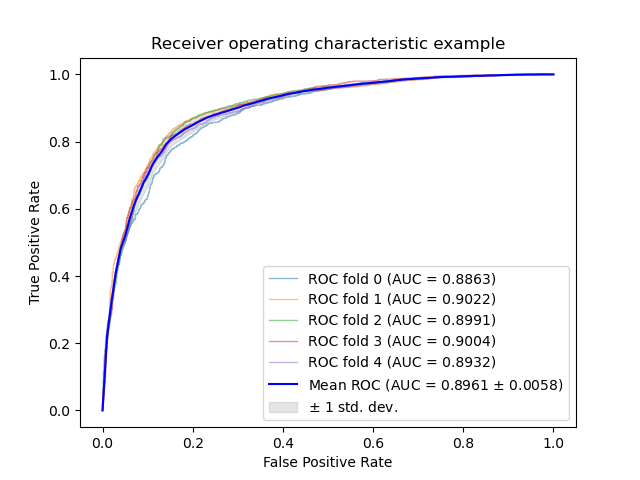 Receiver operating characteristic example
True Positive Rate
1.0
0.8
0.6
0.4
0.2
0.0
ROC fold 0 (AUC = 0.8863)
ROC fold 1 (AUC = 0.9022)
ROC fold 2 (AUC = 0.8991)
ROC fold 3 (AUC = 0.9004)
ROC fold 4 (AUC = 0.8932)
Mean ROC (AUC = 0.8961 ± 0.0058)
± 1 std. dev.
0.0 0.2 0.4 0.6 0.8 1.0
False Positive Rate